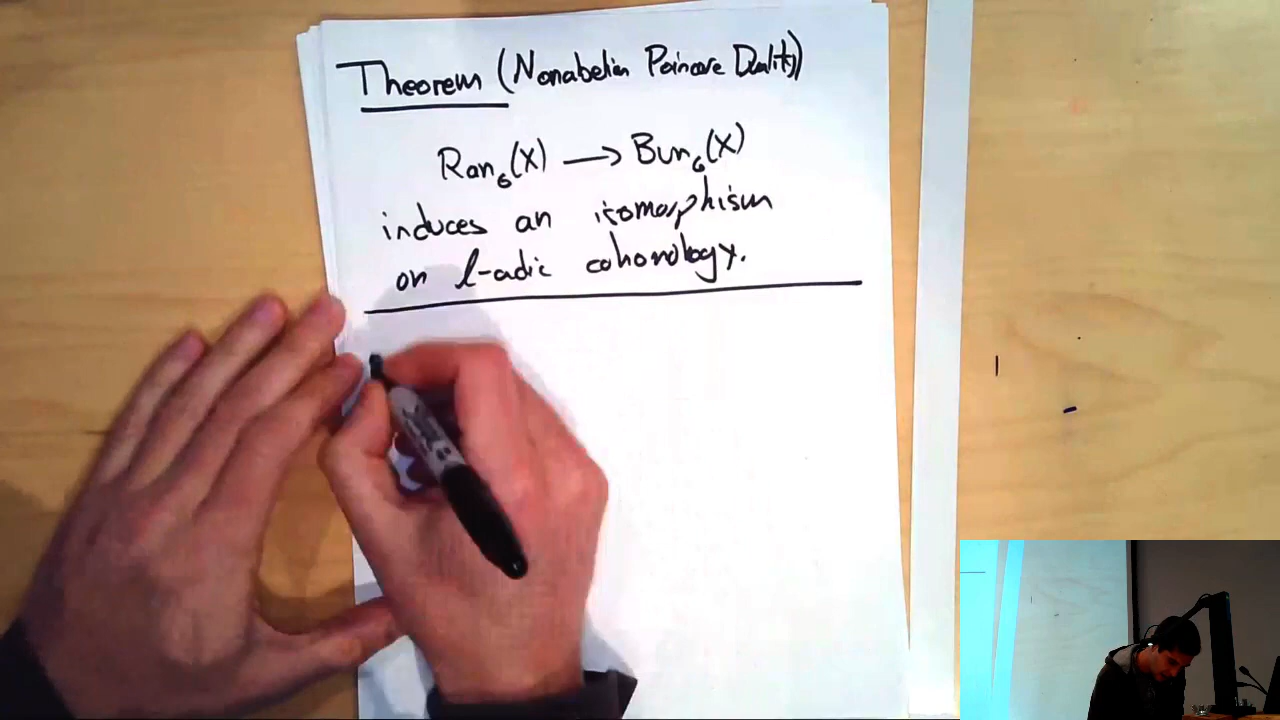 Theorem (Nonabelian Poincare Duality)
Ran_G(X) → Bun_G(X)
induces an isomorphism
on l-adic cohomology.